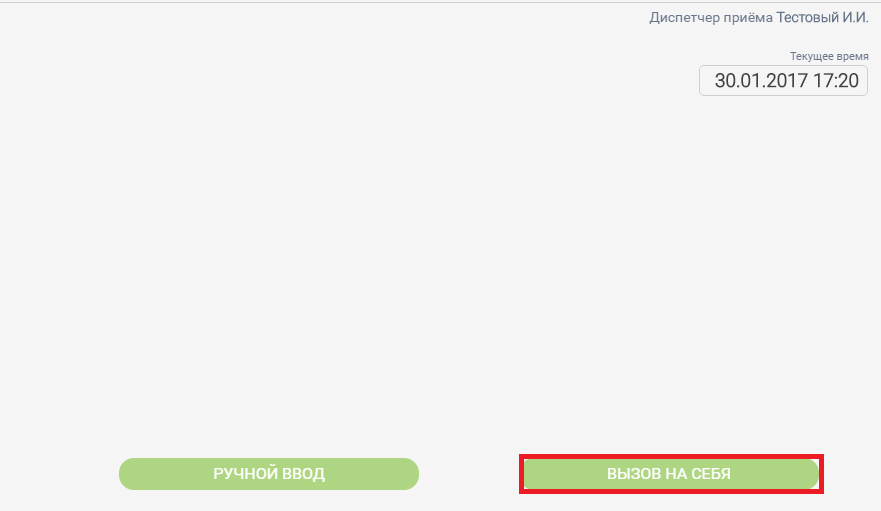 Диспетчер приёма Тестовый И.И.
Текущее время
30.01.2017 17:20
РУЧНОЙ ВВОД
ВЫЗОВ НА СЕБЯ